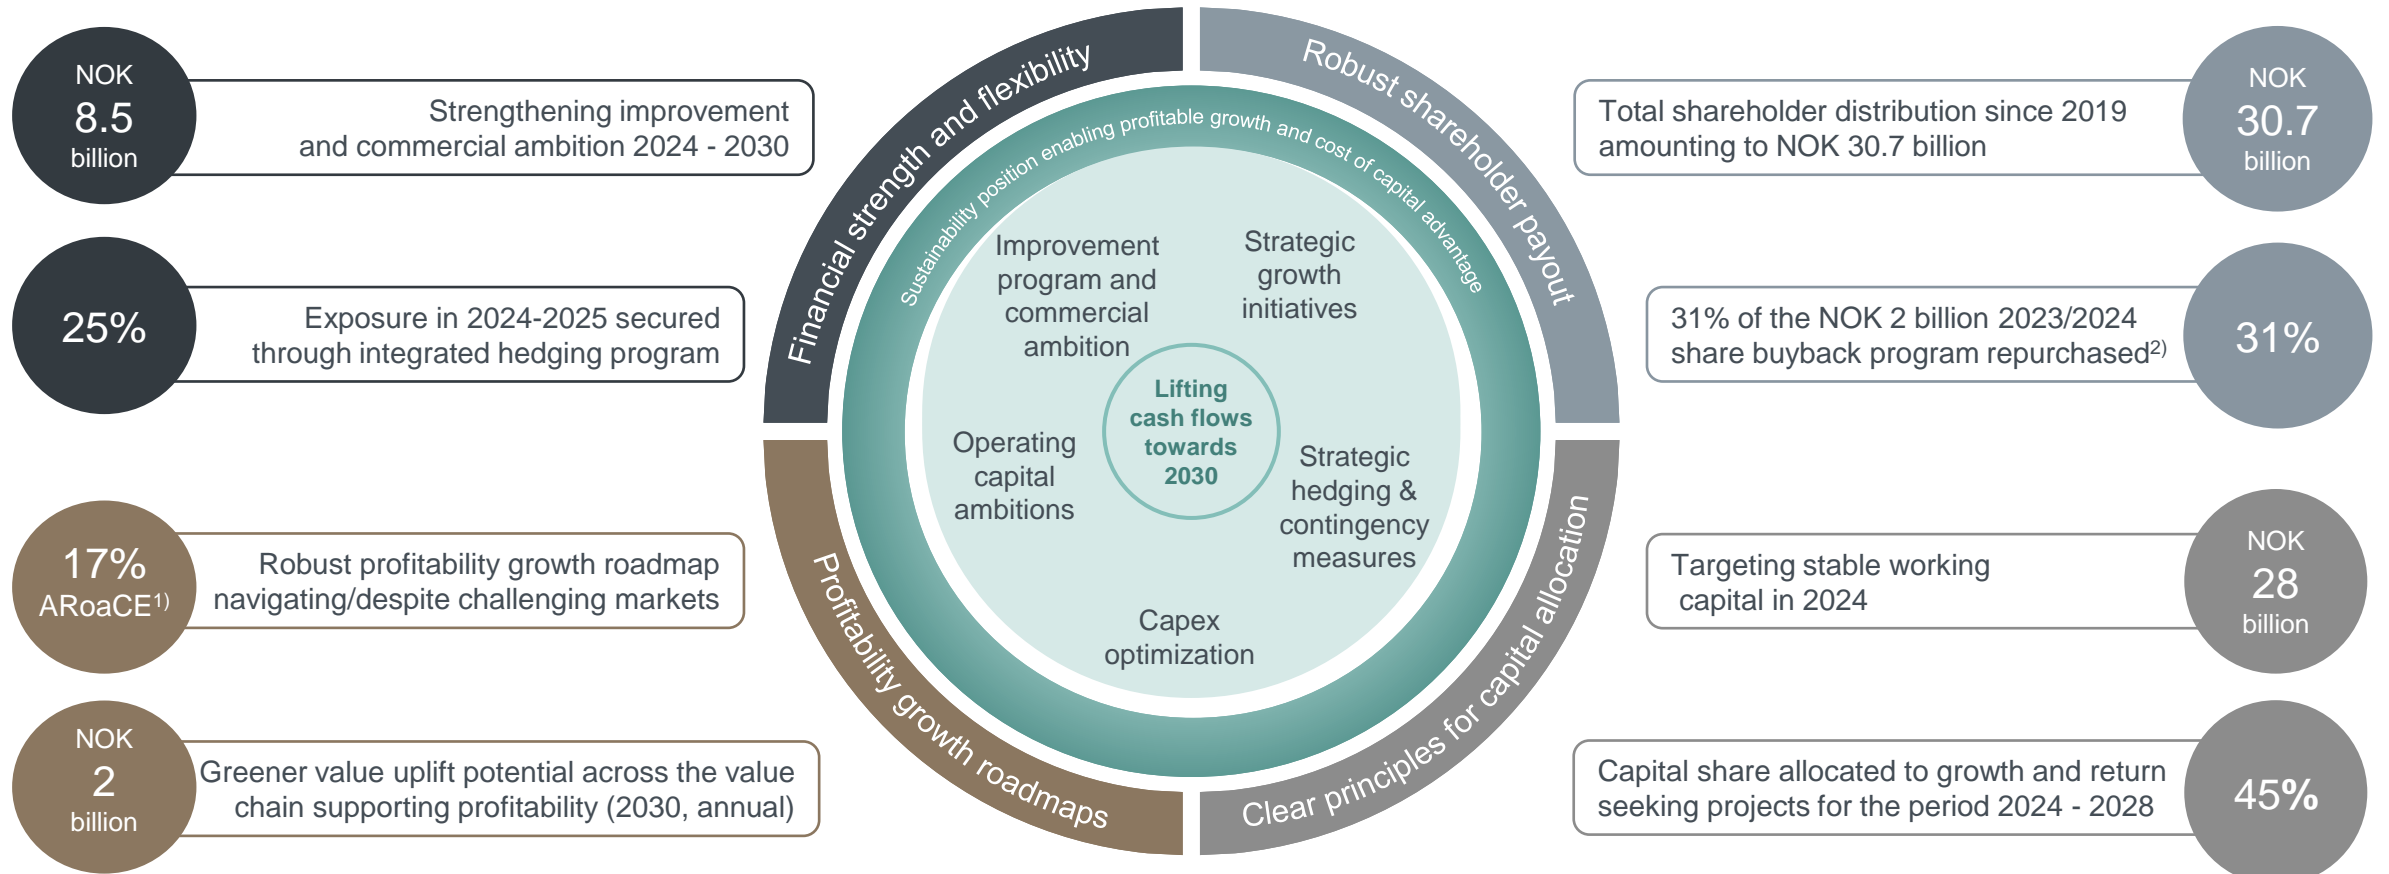 NOK
8.5
billion
Strengthening improvement
and commercial ambition 2024 - 2030
25%
Exposure in 2024-2025 secured
through integrated hedging program
17%
ARoaCE1)
Robust profitability growth roadmap
navigating/despite challenging markets
NOK
2
billion
Greener value uplift potential across the value
chain supporting profitability (2030, annual)
Financial strength and flexibility
Robust shareholder payout
Profitability growth roadmaps
Clear principles for capital allocation
Sustainability position enabling profitable growth and cost of capital advantage
Improvement
program and
commercial
ambition
Strategic
growth
initiatives
Lifting
cash flows
towards
2030
Operating
capital
ambitions
Strategic
hedging &
contingency
measures
Capex
optimization
Total shareholder distribution since 2019
amounting to NOK 30.7 billion
NOK
30.7
billion
31% of the NOK 2 billion 2023/2024
share buyback program repurchased2)
31%
Targeting stable working
capital in 2024
NOK
28
billion
Capital share allocated to growth and return
seeking projects for the period 2024 - 2028
45%